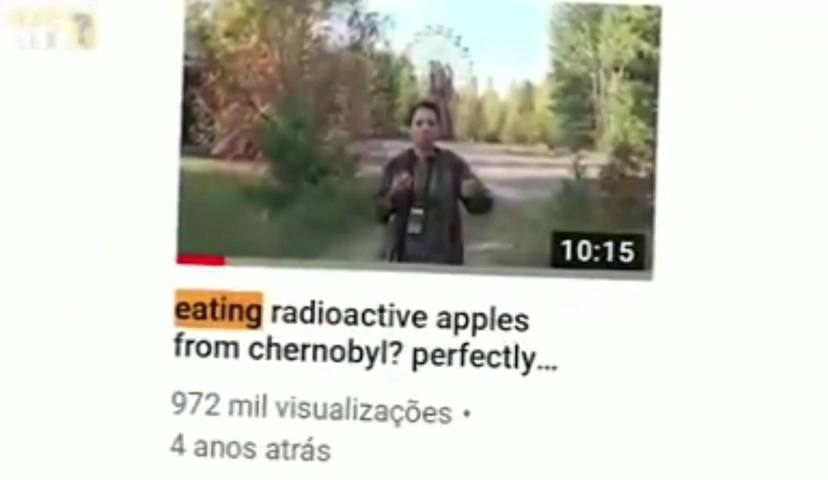 10:15
eating radioactive apples
from chernobyl? perfectly...
972 mil visualizações •
4 anos atrás